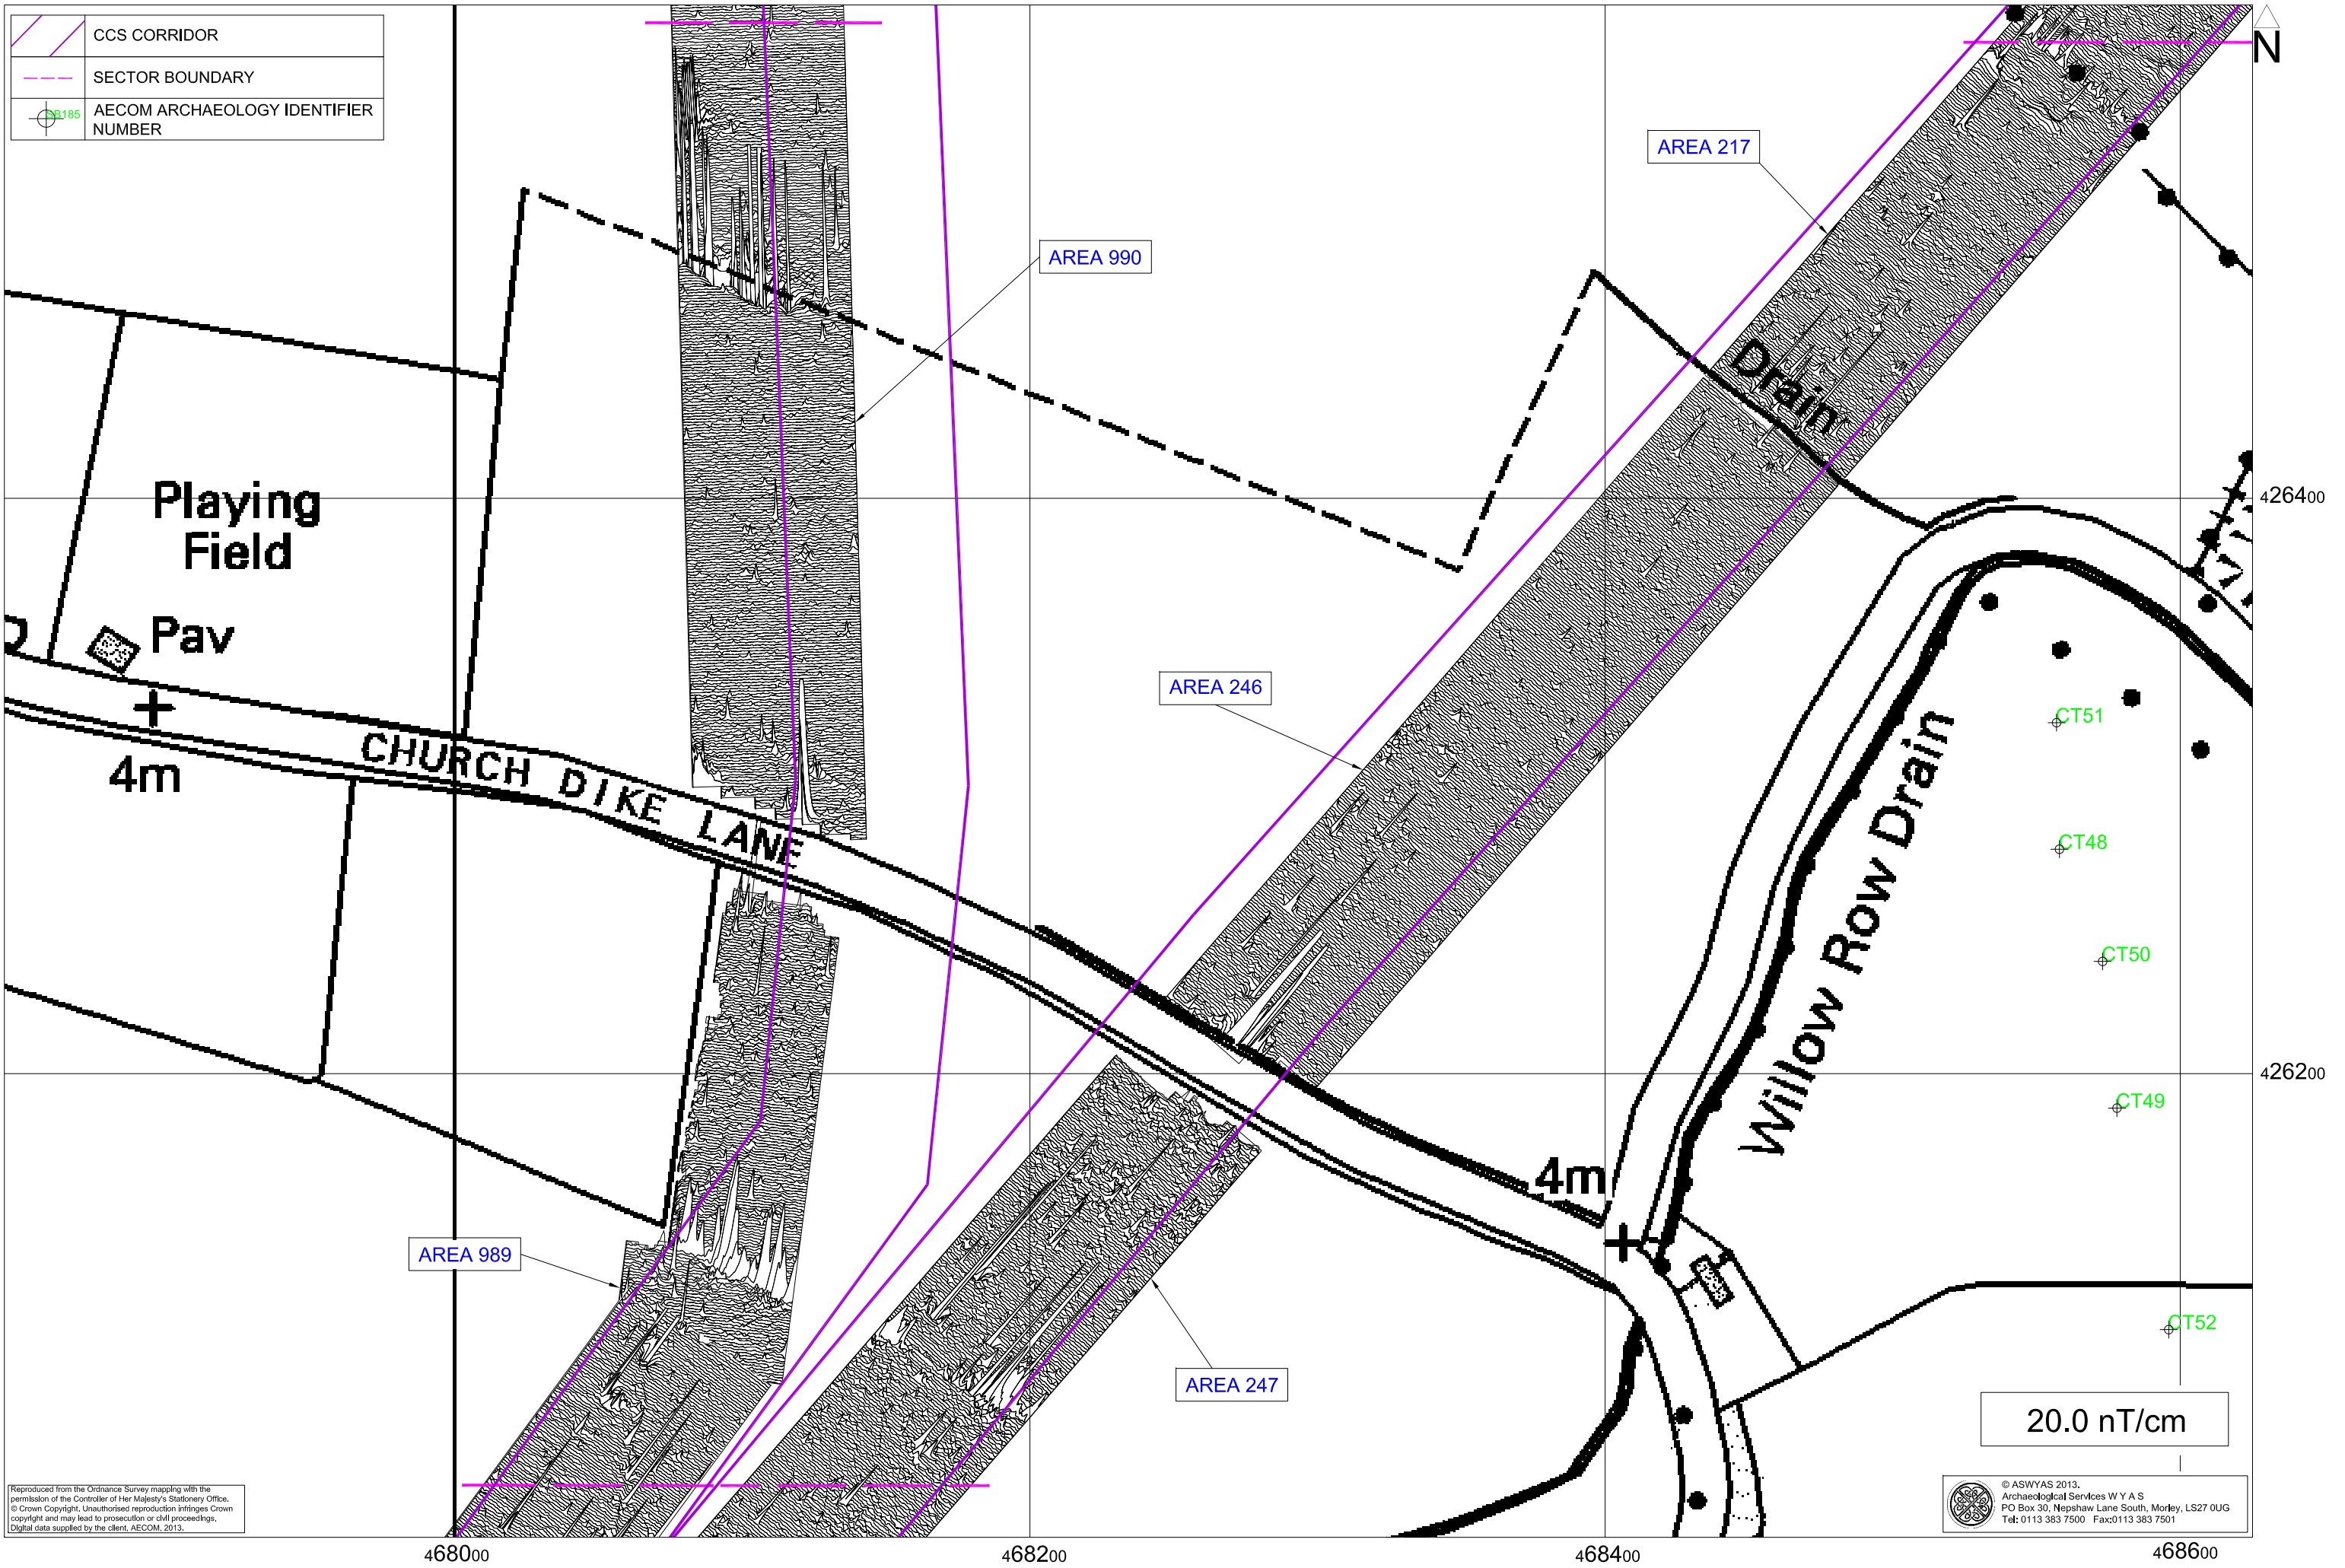 CCS CORRIDOR
SECTOR BOUNDARY
SB185
AECOM ARCHAEOLOGY IDENTIFIER
NUMBER
N
AREA 217
AREA 990
Drain
426400
Playing
Field
Pav
4m
CHURCH DIKE LANE
AREA 246
CT51
CT48
CT50
Willow Row Drain
426200
CT49
4m
AREA 989
CT52
AREA 247
20.0 nT/cm
Reproduced from the Ordnance Survey mapping with the
permission of the Controller of Her Majesty's Stationery Office.
© Crown Copyright. Unauthorised reproduction infringes Crown
copyright and may lead to prosecution or civil proceedings.
Digital data supplied by the client, AECOM, 2013.
© ASWYAS 2013.
Archaeological Services W Y A S
PO Box 30, Nepshaw Lane South, Morley, LS27 0UG
Tel: 0113 383 7500 Fax:0113 383 7501
468000
468200
468400
468600